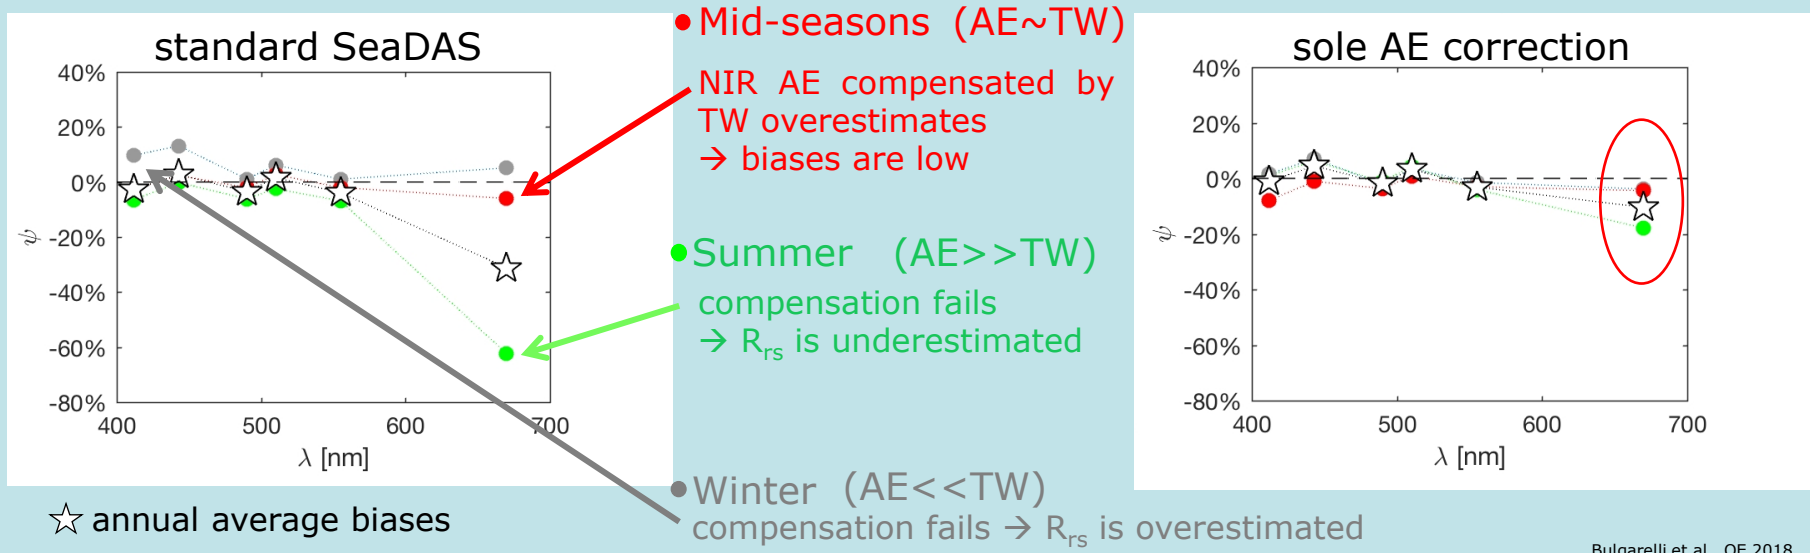 standard SeaDAS
40%
20%
0%
-20%
-40%
-60%
-80%
ψ
400
500
600
700
λ [nm]
☆ annual average biases
• Mid-seasons (AE~TW)
NIR AE compensated by
TW overestimates
→ biases are low
• Summer (AE>>TW)
compensation fails
→ Rrs is underestimated
• Winter (AE<<TW)
compensation fails → Rrs is overestimated
sole AE correction
40%
20%
0%
-20%
-40%
-60%
-80%
ψ
400
500
600
700
λ [nm]
Bulgarelli et al., OE 2018